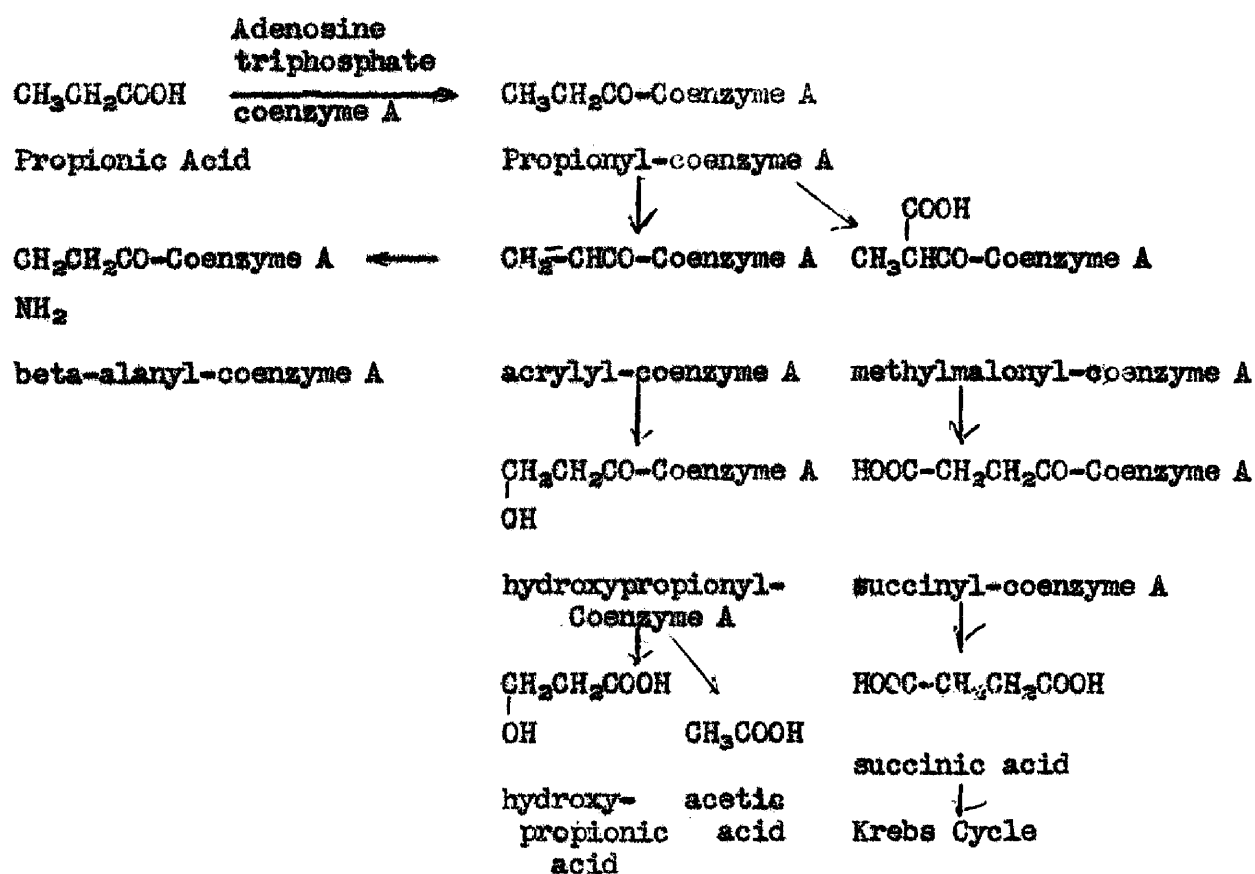 Adenosine
triphosphate
CH₃CH₂COOH CH₃CH₂CO-Coenzyme A
coenzyme A
Propionic Acid Propionyl-coenzyme A
COOH
CH₂CH₂CO-Coenzyme A CH₂=CHCO-Coenzyme A CH₃CHCO-Coenzyme A
NH₂
beta-alanyl-coenzyme A acrylyl-coenzyme A methylmalonyl-coenzyme A
CH₂CH₂CO-Coenzyme A HOOC-CH₂CH₂CO-Coenzyme A
OH
hydroxypropionyl- succinyl-coenzyme A
Coenzyme A
CH₂CH₂COOH HOOC-CH₂CH₂COOH
OH CH₃COOH
succinic acid
hydroxy- acetic
propionic acid Krebs Cycle
acid